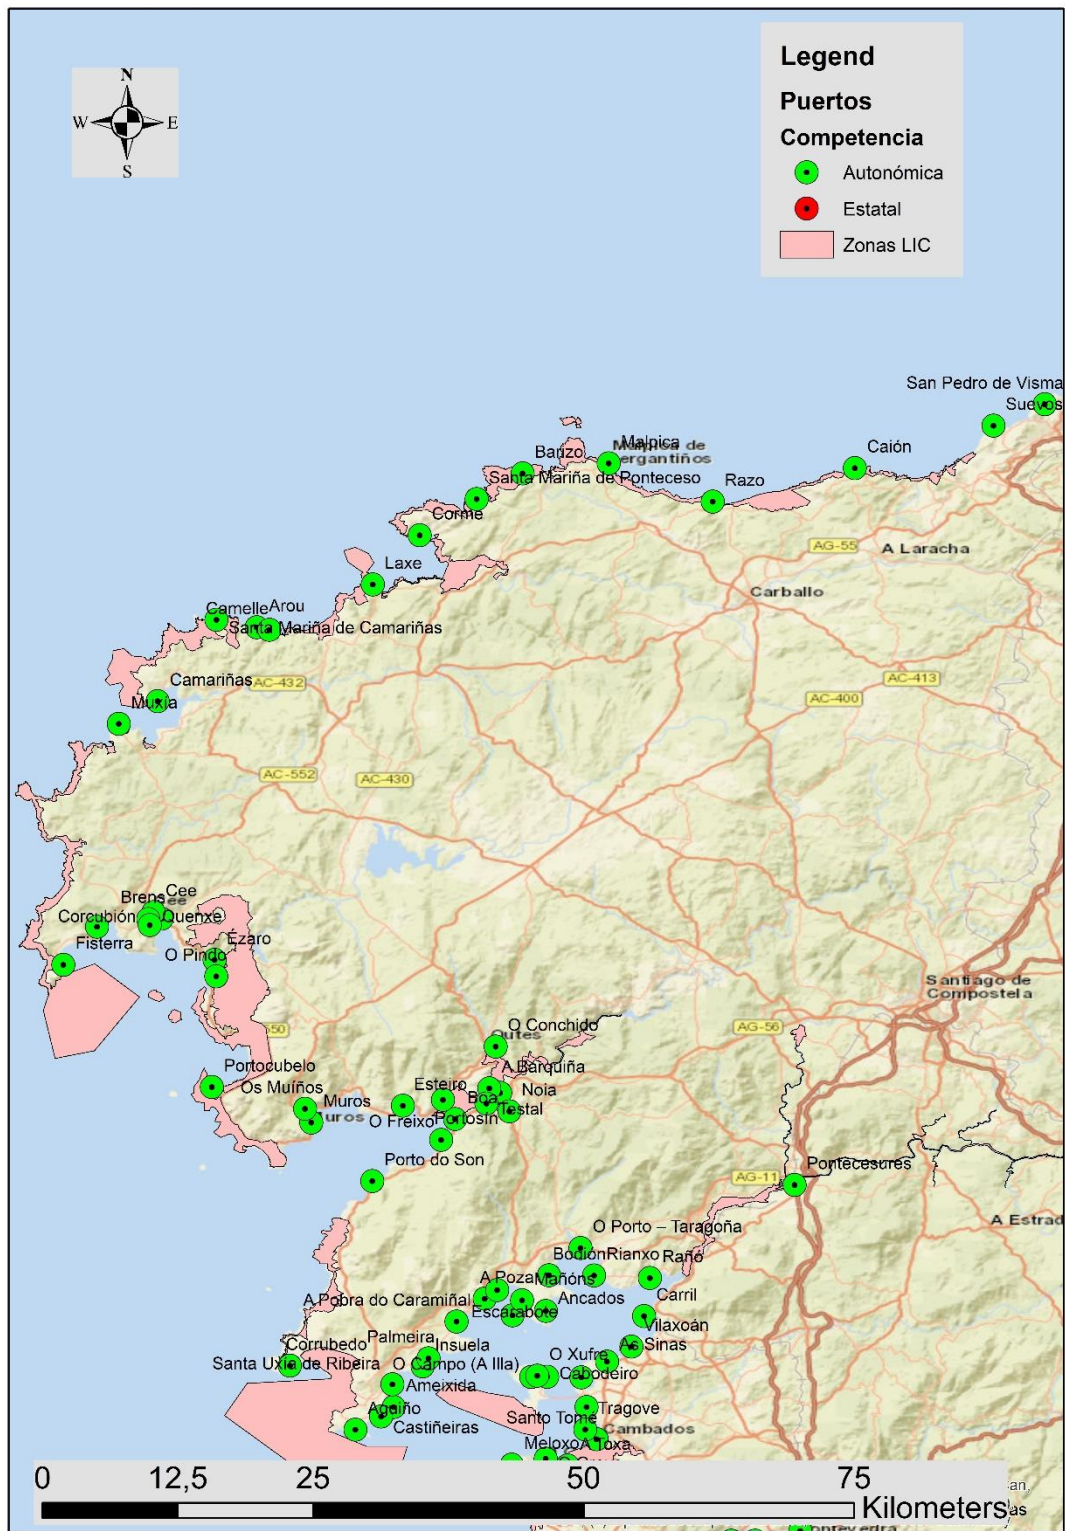 N
W E
S
Legend
Puertos
Competencia
Autonómica
Estatal
Zonas LIC
San Pedro de Visma
Suevos
Caión
Malpica
Barizo
Razo
Santa Mariña de Ponteceso
Corme
AG-55
A Laracha
Laxe
Carballo
Camelle
Arou
Santa Mariña de Camariñas
AC-413
Camariñas
AC-432
AC-400
Muxía
AC-552
AC-430
Cee
Brens
Corcubión
Quenxe
Fisterra
Ézaro
O Pindo
Santiago de
Compostela
O Conchido
AG-56
550
Portocubelo
A Barquiña
Os Muíños
Esteiro
Noia
Boa
Muros
Testal
O Freixo
Portosín
Porto do Son
Pontecesures
AG-11
A Estrad
O Porto – Taragoña
Bodión
Rianxo
Rañó
A Poza
Mañóns
Carril
A Pobra do Caramiñal
Ancados
Escarabote
Vilaxoán
Palmeira
As Sinas
Corrubedo
Insuela
O Xufre
Santa Uxía de Ribeira
O Campo (A Illa)
Cabodeiro
Ameixida
Aguiño
Tragove
Castiñeiras
Santo Tomé
Cambados
Meloxo
A Toxa
0 12,5 25 50 75
Kilometers